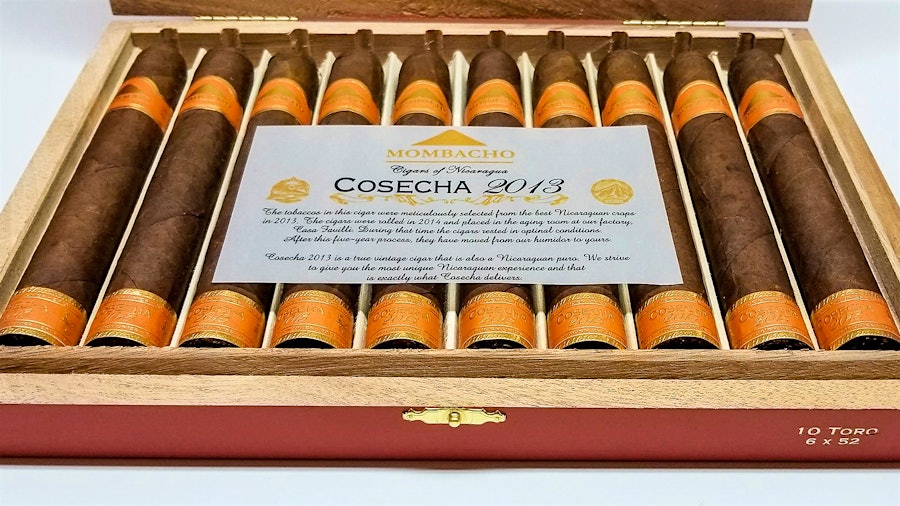 MOMBACHO
Cigars of Nicaragua
COSECHA 2013
The tobaccos in this cigar were meticulously selected from the best Nicaraguan crops
in 2013. The cigars were rolled in 2014 and placed in the aging room at our factory,
Casa Favilli. During that time the cigars rested in optimal conditions.
After this five-year process, they have moved from our humidor to yours.
Cosecha 2013 is a true vintage cigar that is also a Nicaraguan puro. We strive
to give you the most unique Nicaraguan experience and that
is exactly what Cosecha delivers.
COSECHA
COSECHA
COSECHA
COSECHA
10 TORO
6 x 52